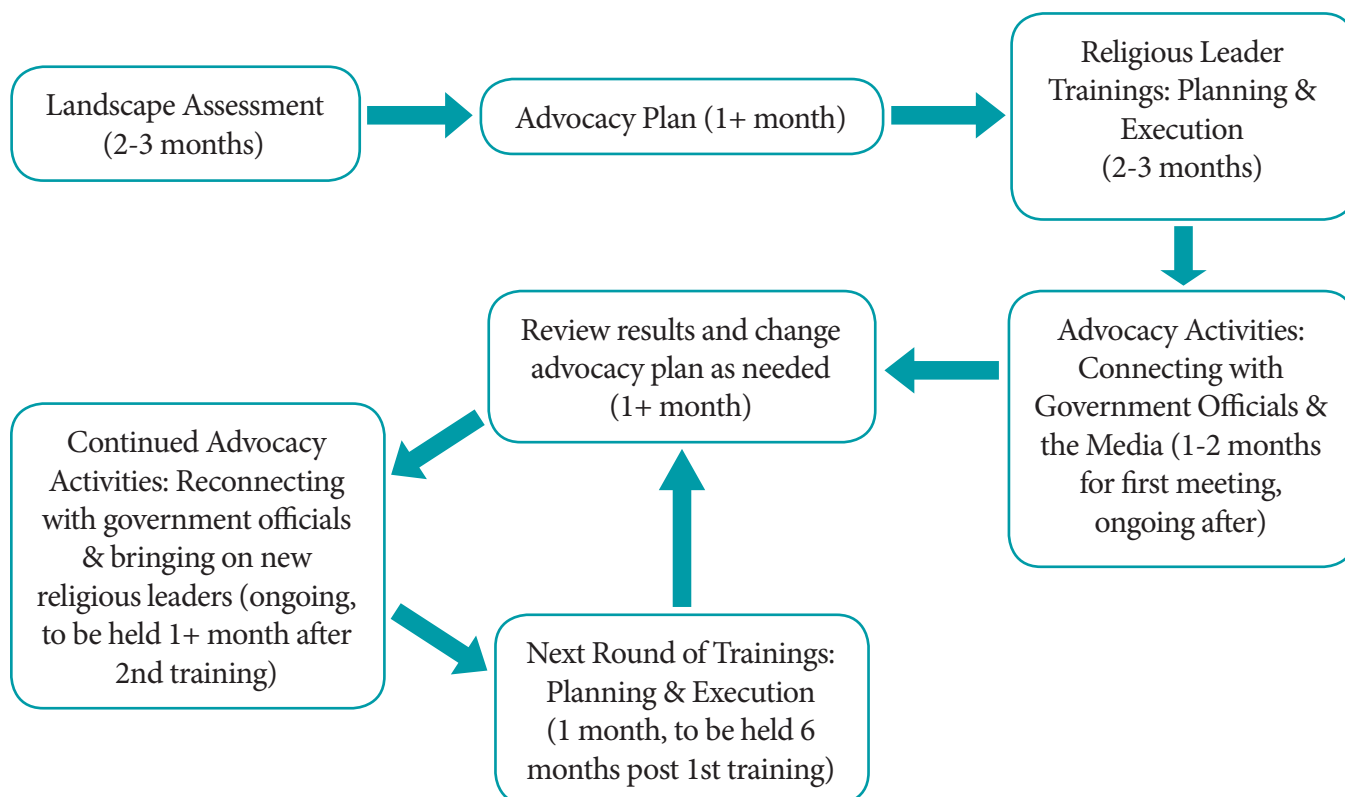 Landscape Assessment
(2-3 months)
Advocacy Plan (1+ month)
Religious Leader
Trainings: Planning &
Execution
(2-3 months)
Advocacy Activities:
Connecting with
Government Officials &
the Media (1-2 months
for first meeting,
ongoing after)
Review results and change
advocacy plan as needed
(1+ month)
Continued Advocacy
Activities: Reconnecting
with government officials
& bringing on new
religious leaders (ongoing,
to be held 1+ month after
2nd training)
Next Round of Trainings:
Planning & Execution
(1 month, to be held 6
months post 1st training)